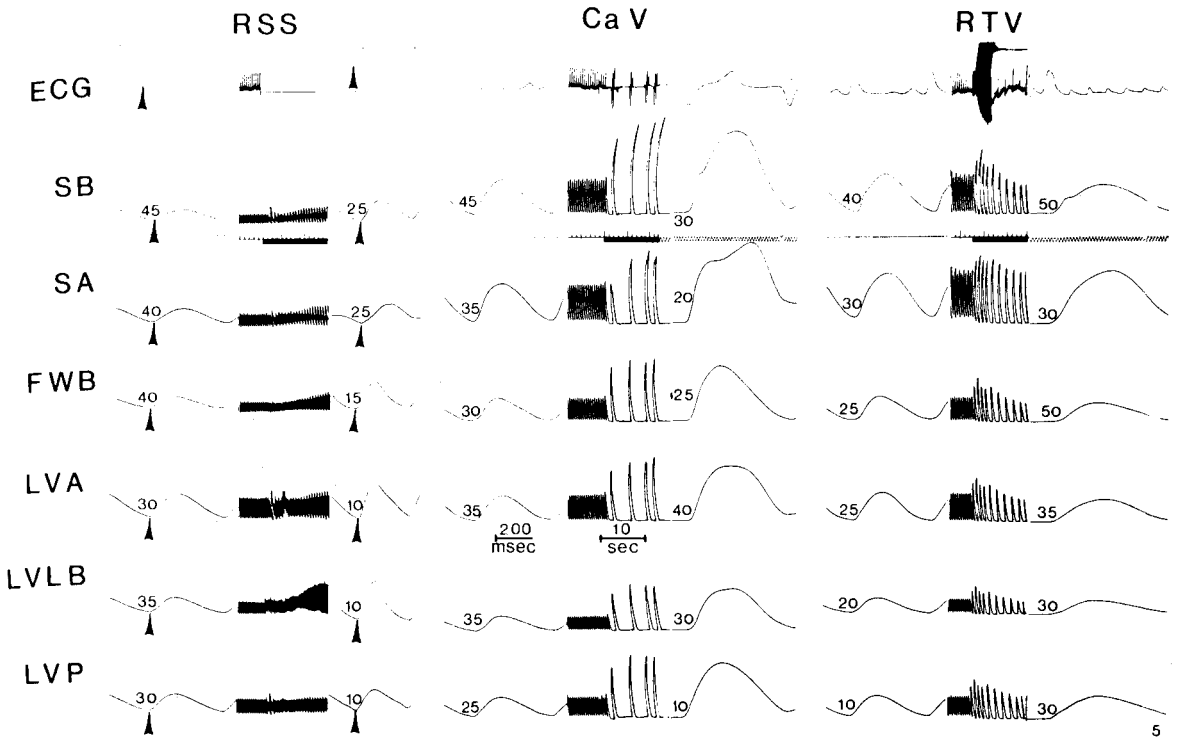 RSS CaV RTV
ECG
SB 45 25 45 30 40 50
SA 40 25 35 20 30 30
FWB 40 15 30 25 25 50
LVA 30 10 35 40 25 35
200 msec 10 sec
LVLB 35 10 35 30 20 30
LVP 30 10 25 10 10 30
5